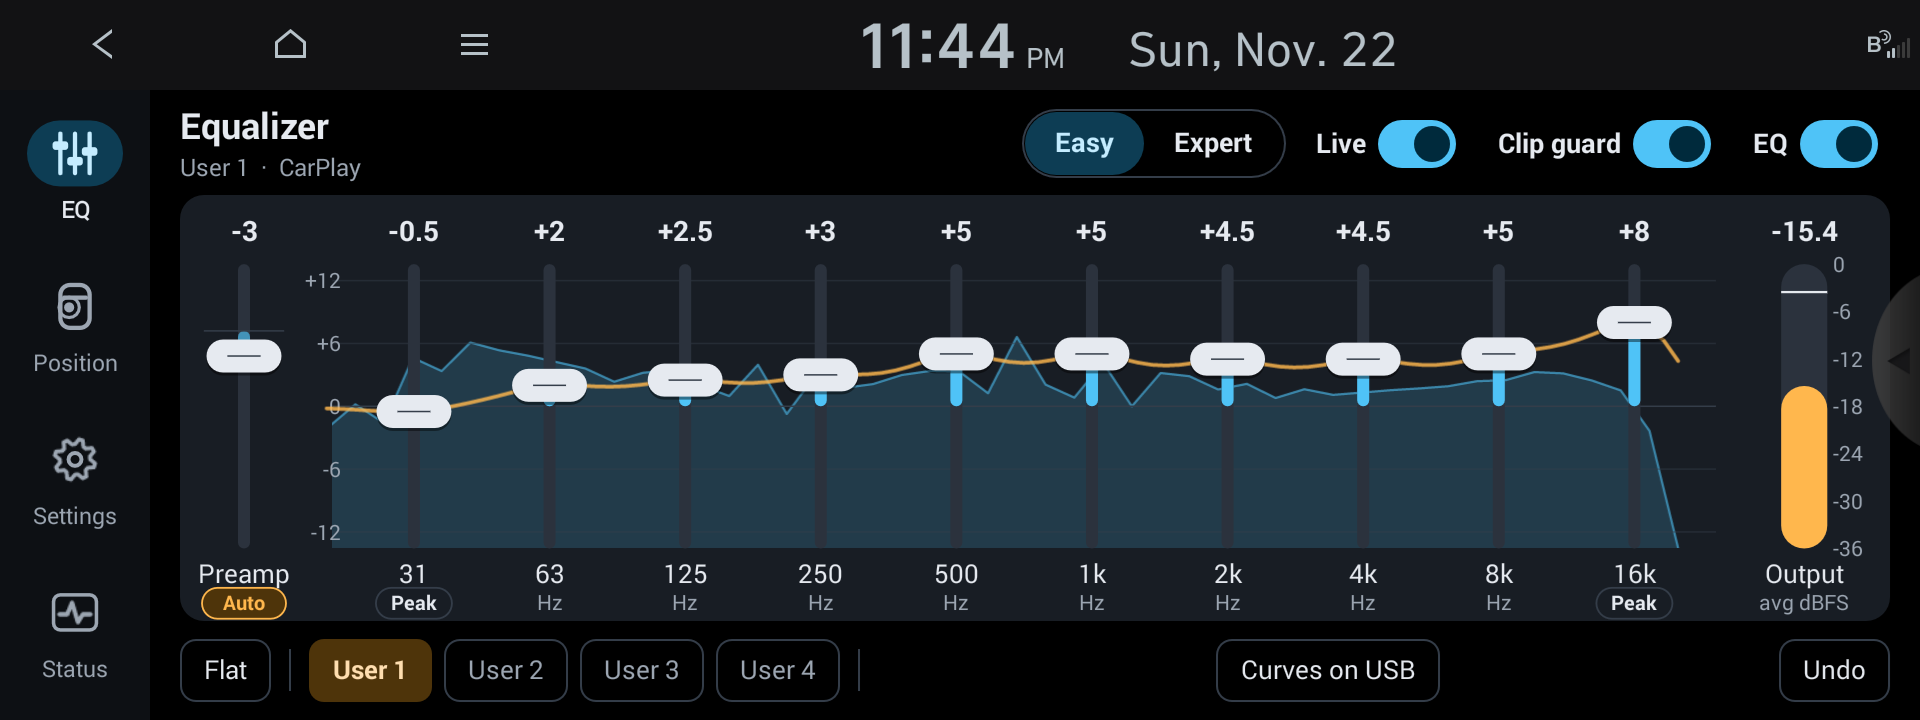 11:44 PM Sun, Nov. 22
B
Equalizer
User 1 · CarPlay
Easy Expert Live Clip guard EQ
EQ
Position
Settings
Status
-3 -0.5 +2 +2.5 +3 +5 +5 +4.5 +4.5 +5 +8 -15.4
+12
+6
0
-6
-12
0
-6
-12
-18
-24
-30
-36
Preamp 31 63 125 250 500 1k 2k 4k 8k 16k Output
Auto Peak Hz Hz Hz Hz Hz Hz Hz Hz Peak avg dBFS
Flat User 1 User 2 User 3 User 4 Curves on USB Undo